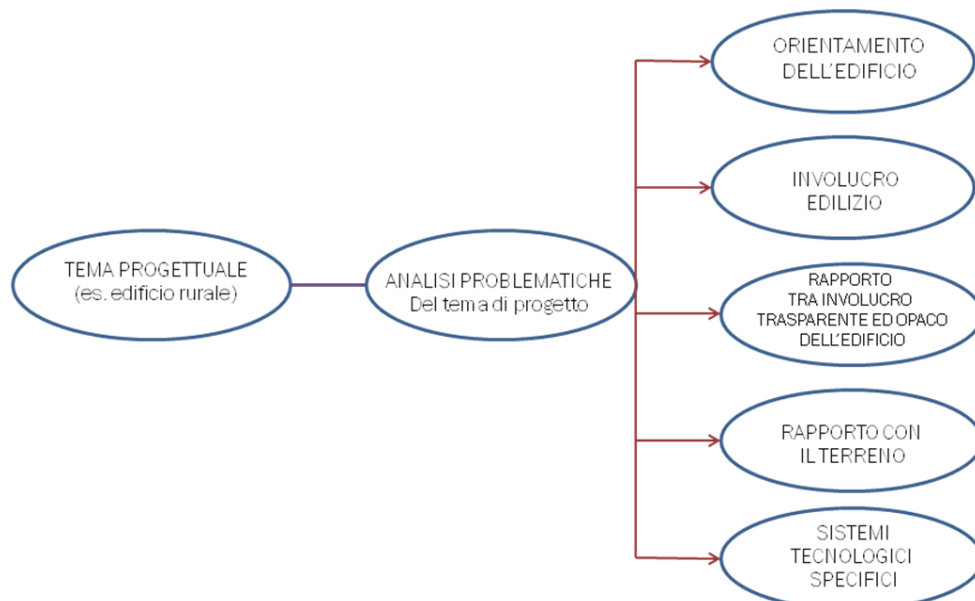 TEMA PROGETTUALE
(es. edificio rurale)
ANALISI PROBLEMATICHE
Del tema di progetto
ORIENTAMENTO
DELL'EDIFICIO
INVOLUCRO
EDILIZIO
RAPPORTO
TRA INVOLUCRO
TRASPARENTE ED OPACO
DELL'EDIFICIO
RAPPORTO CON
IL TERRENO
SISTEMI
TECNOLOGICI
SPECIFICI